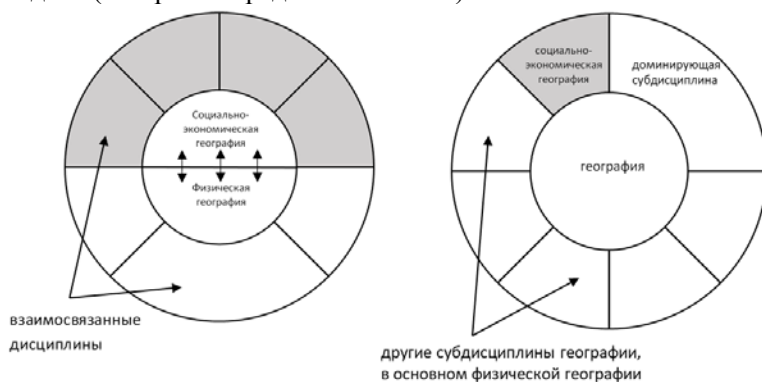 Социально-
экономическая
география
Физическая
география
взаимосвязанные
дисциплины
социально-
экономическая
география
доминирующая
субдисциплина
география
другие субдисциплины географии,
в основном физической географии